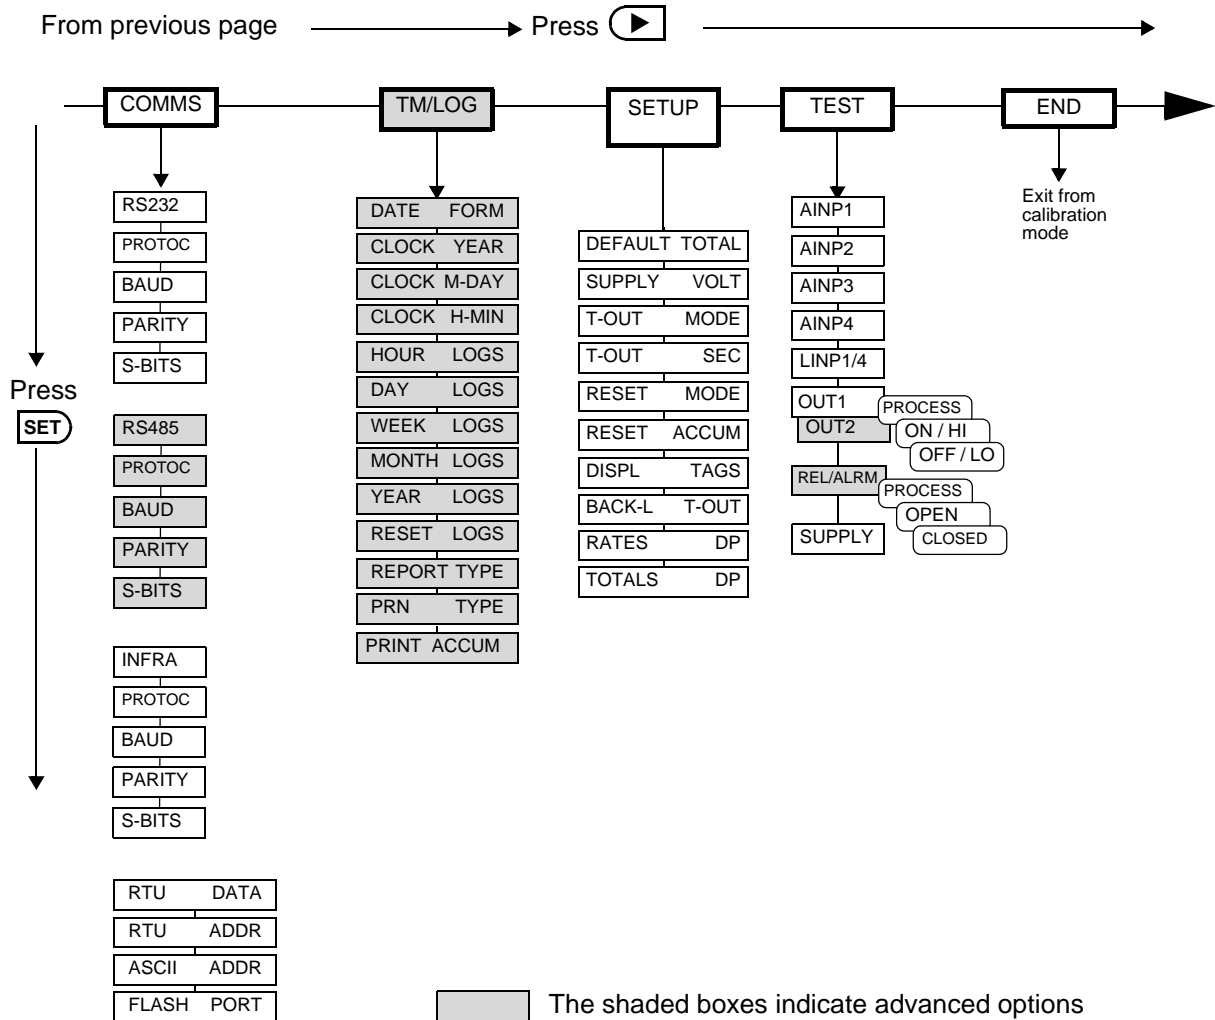 From previous page
Press
COMMS
TM/LOG
SETUP
TEST
END
Press
SET
RS232
PROTOC
BAUD
PARITY
S-BITS
RS485
PROTOC
BAUD
PARITY
S-BITS
INFRA
PROTOC
BAUD
PARITY
S-BITS
RTU DATA
RTU ADDR
ASCII ADDR
FLASH PORT
DATE FORM
CLOCK YEAR
CLOCK M-DAY
CLOCK H-MIN
HOUR LOGS
DAY LOGS
WEEK LOGS
MONTH LOGS
YEAR LOGS
RESET LOGS
REPORT TYPE
PRN TYPE
PRINT ACCUM
DEFAULT TOTAL
SUPPLY VOLT
T-OUT MODE
T-OUT SEC
RESET MODE
RESET ACCUM
DISPL TAGS
BACK-L T-OUT
RATES DP
TOTALS DP
AINP1
AINP2
AINP3
AINP4
LINP1/4
OUT1
OUT2
PROCESS
ON / HI
OFF / LO
REL/ALRM
PROCESS
OPEN
CLOSED
SUPPLY
Exit from
calibration
mode
The shaded boxes indicate advanced options